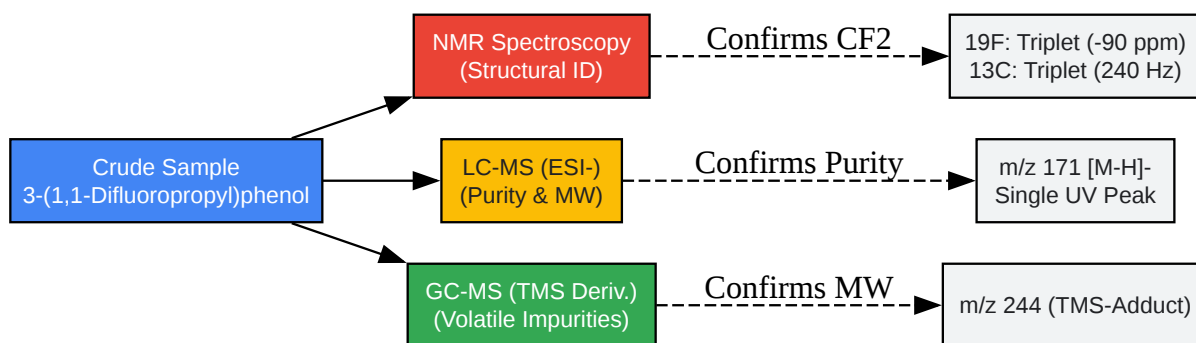 NMR Spectroscopy
(Structural ID)
Confirms CF2
19F: Triplet (-90 ppm)
13C: Triplet (240 Hz)
Crude Sample
3-(1,1-Difluoropropyl)phenol
LC-MS (ESI-)
(Purity & MW)
Confirms Purity
m/z 171 [M-H]-
Single UV Peak
GC-MS (TMS Deriv.)
(Volatile Impurities)
Confirms MW
m/z 244 (TMS-Adduct)